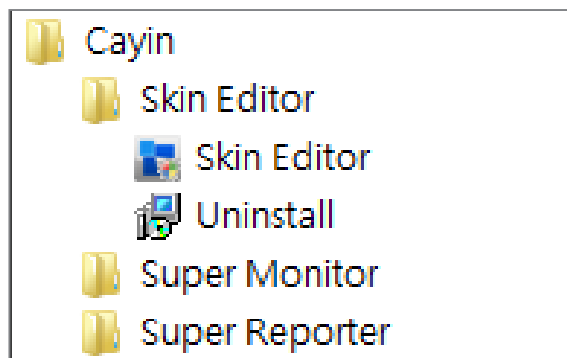 Cayin
Skin Editor
Skin Editor
Uninstall
Super Monitor
Super Reporter